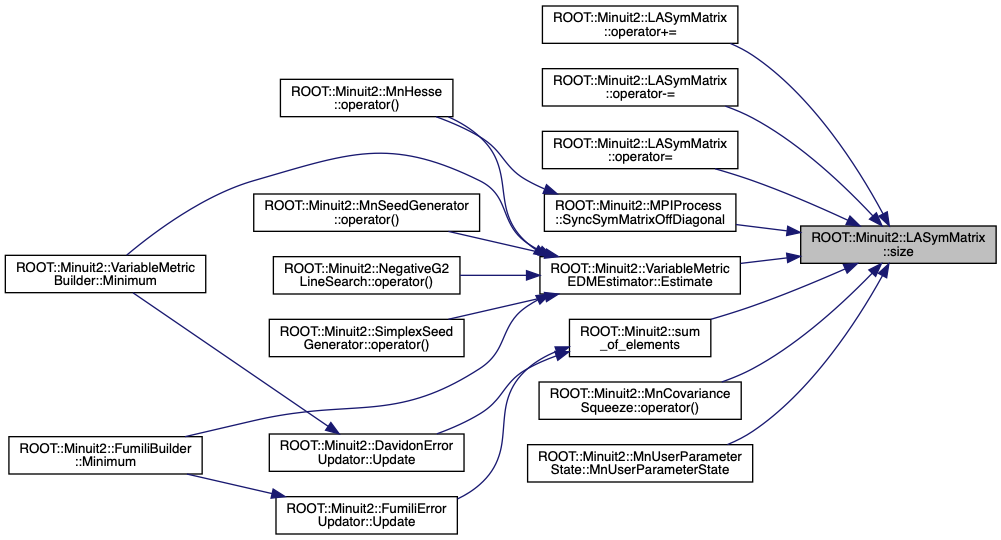 ROOT::Minuit2::LASymMatrix
::operator+=
ROOT::Minuit2::LASymMatrix
::operator-=
ROOT::Minuit2::MnHesse
::operator()
ROOT::Minuit2::LASymMatrix
::operator=
ROOT::Minuit2::MnSeedGenerator
::operator()
ROOT::Minuit2::MPIProcess
::SyncSymMatrixOffDiagonal
ROOT::Minuit2::LASymMatrix
::size
ROOT::Minuit2::VariableMetric
Builder::Minimum
ROOT::Minuit2::NegativeG2
LineSearch::operator()
ROOT::Minuit2::VariableMetric
EDMEstimator::Estimate
ROOT::Minuit2::SimplexSeed
Generator::operator()
ROOT::Minuit2::sum
_of_elements
ROOT::Minuit2::MnCovariance
Squeeze::operator()
ROOT::Minuit2::FumiliBuilder
::Minimum
ROOT::Minuit2::DavidonError
Updator::Update
ROOT::Minuit2::MnUserParameter
State::MnUserParameterState
ROOT::Minuit2::FumiliError
Updator::Update